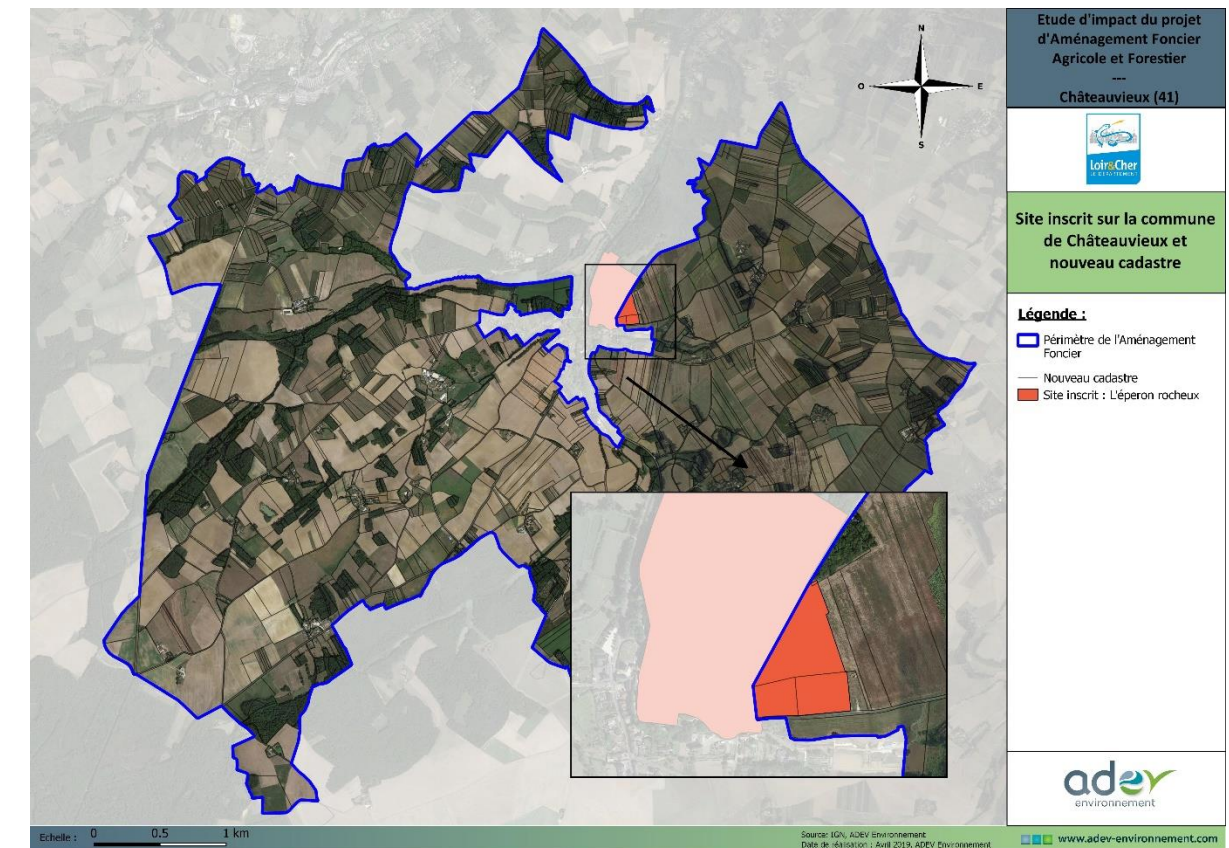 Etude d'impact du projet
d'Aménagement Foncier
Agricole et Forestier
---
Châteauvieux (41)
Loir&Cher
LE DÉPARTEMENT
Site inscrit sur la commune
de Châteauvieux et
nouveau cadastre
Légende :
Périmètre de l'Aménagement
Foncier
Nouveau cadastre
Site inscrit : L'éperon rocheux
N
O
E
S
adev
environnement
Echelle :
0
0.5
1 km
Source: IGN, ADEV Environnement
Date de réalisation : Avril 2019, ADEV Environnement
www.adev-environnement.com